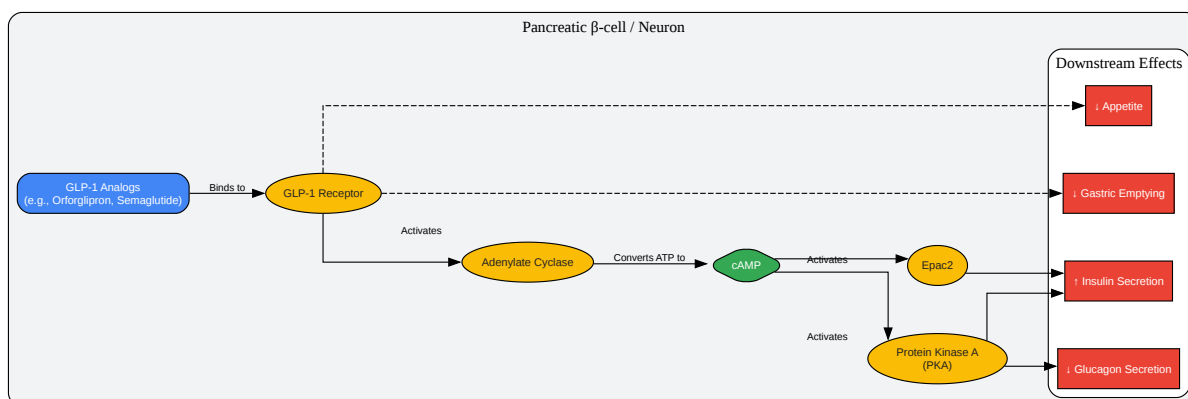 Pancreatic β-cell / Neuron
Downstream Effects
↓ Appetite
GLP-1 Analogs
(e.g., Orforglipron, Semaglutide)
Binds to
GLP-1 Receptor
↓ Gastric Emptying
Activates
Adenylate Cyclase
Converts ATP to
cAMP
Activates
Epac2
↑ Insulin Secretion
Activates
Protein Kinase A
(PKA)
↓ Glucagon Secretion